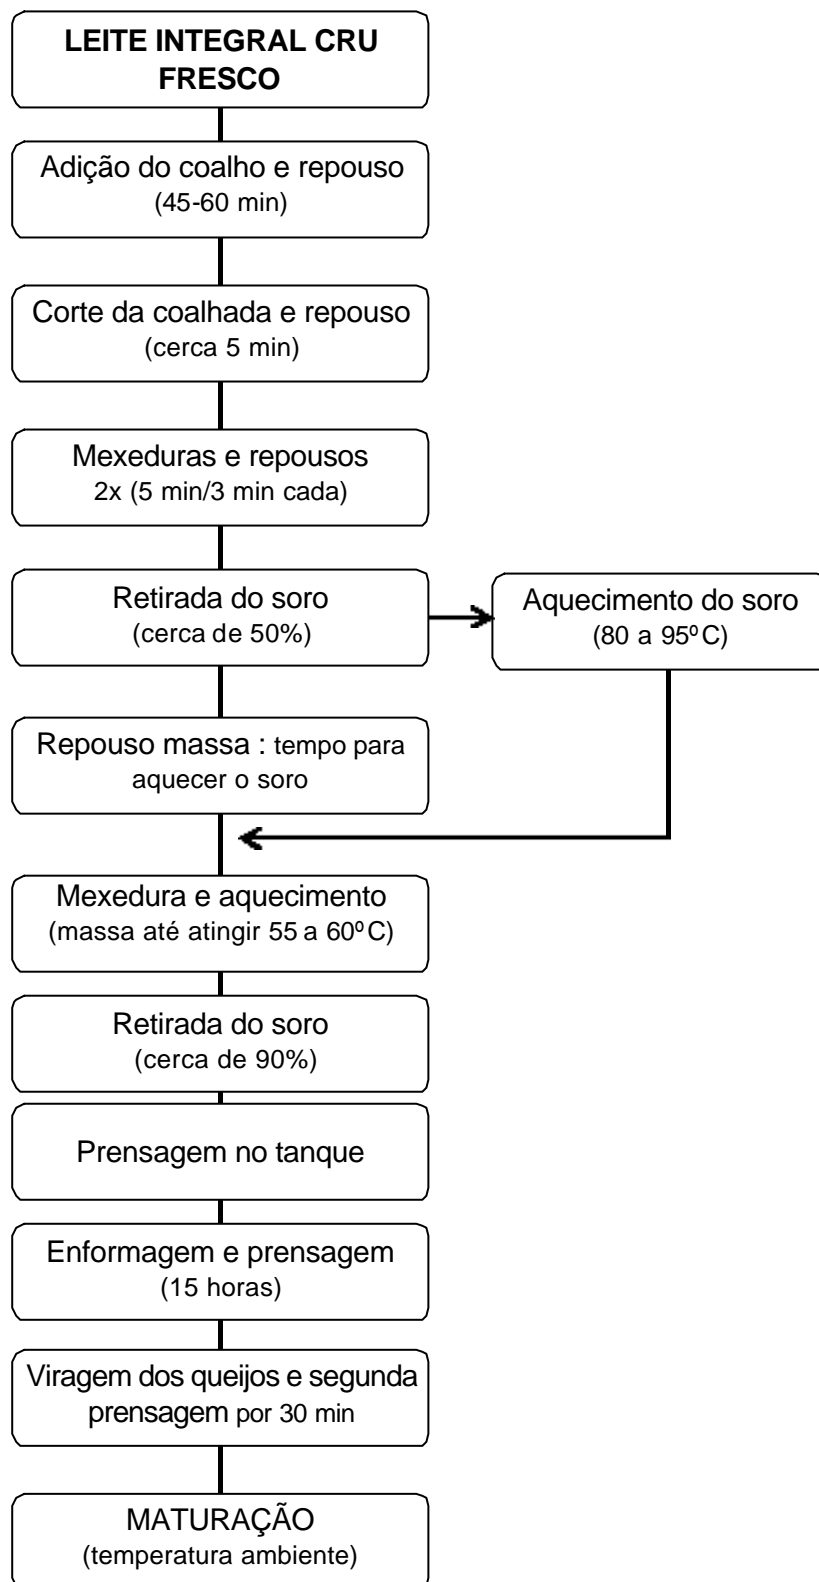 LEITE INTEGRAL CRU
FRESCO
Adição do coalho e repouso
(45-60 min)
Corte da coalhada e repouso
(cerca 5 min)
Mexeduras e repousos
2x (5 min/3 min cada)
Retirada do soro
(cerca de 50%)
Aquecimento do soro
(80 a 95ºC)
Repouso massa : tempo para
aquecer o soro
Mexedura e aquecimento
(massa até atingir 55 a 60ºC)
Retirada do soro
(cerca de 90%)
Prensagem no tanque
Enformagem e prensagem
(15 horas)
Viragem dos queijos e segunda
prensagem por 30 min
MATURAÇÃO
(temperatura ambiente)